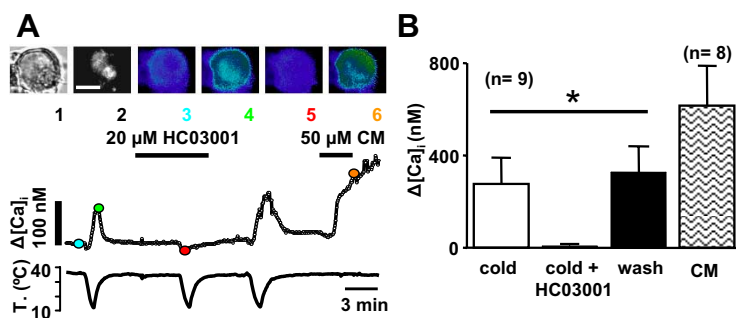 A
1 2 3 4 5 6
20 µM HC03001 50 µM CM
Δ[Ca]i
100 nM
T. (ºC)
40
10
3 min
B
(n= 9)
(n= 8)
*
Δ[Ca]i (nM)
800
400
0
cold
cold +
HC03001
wash
CM